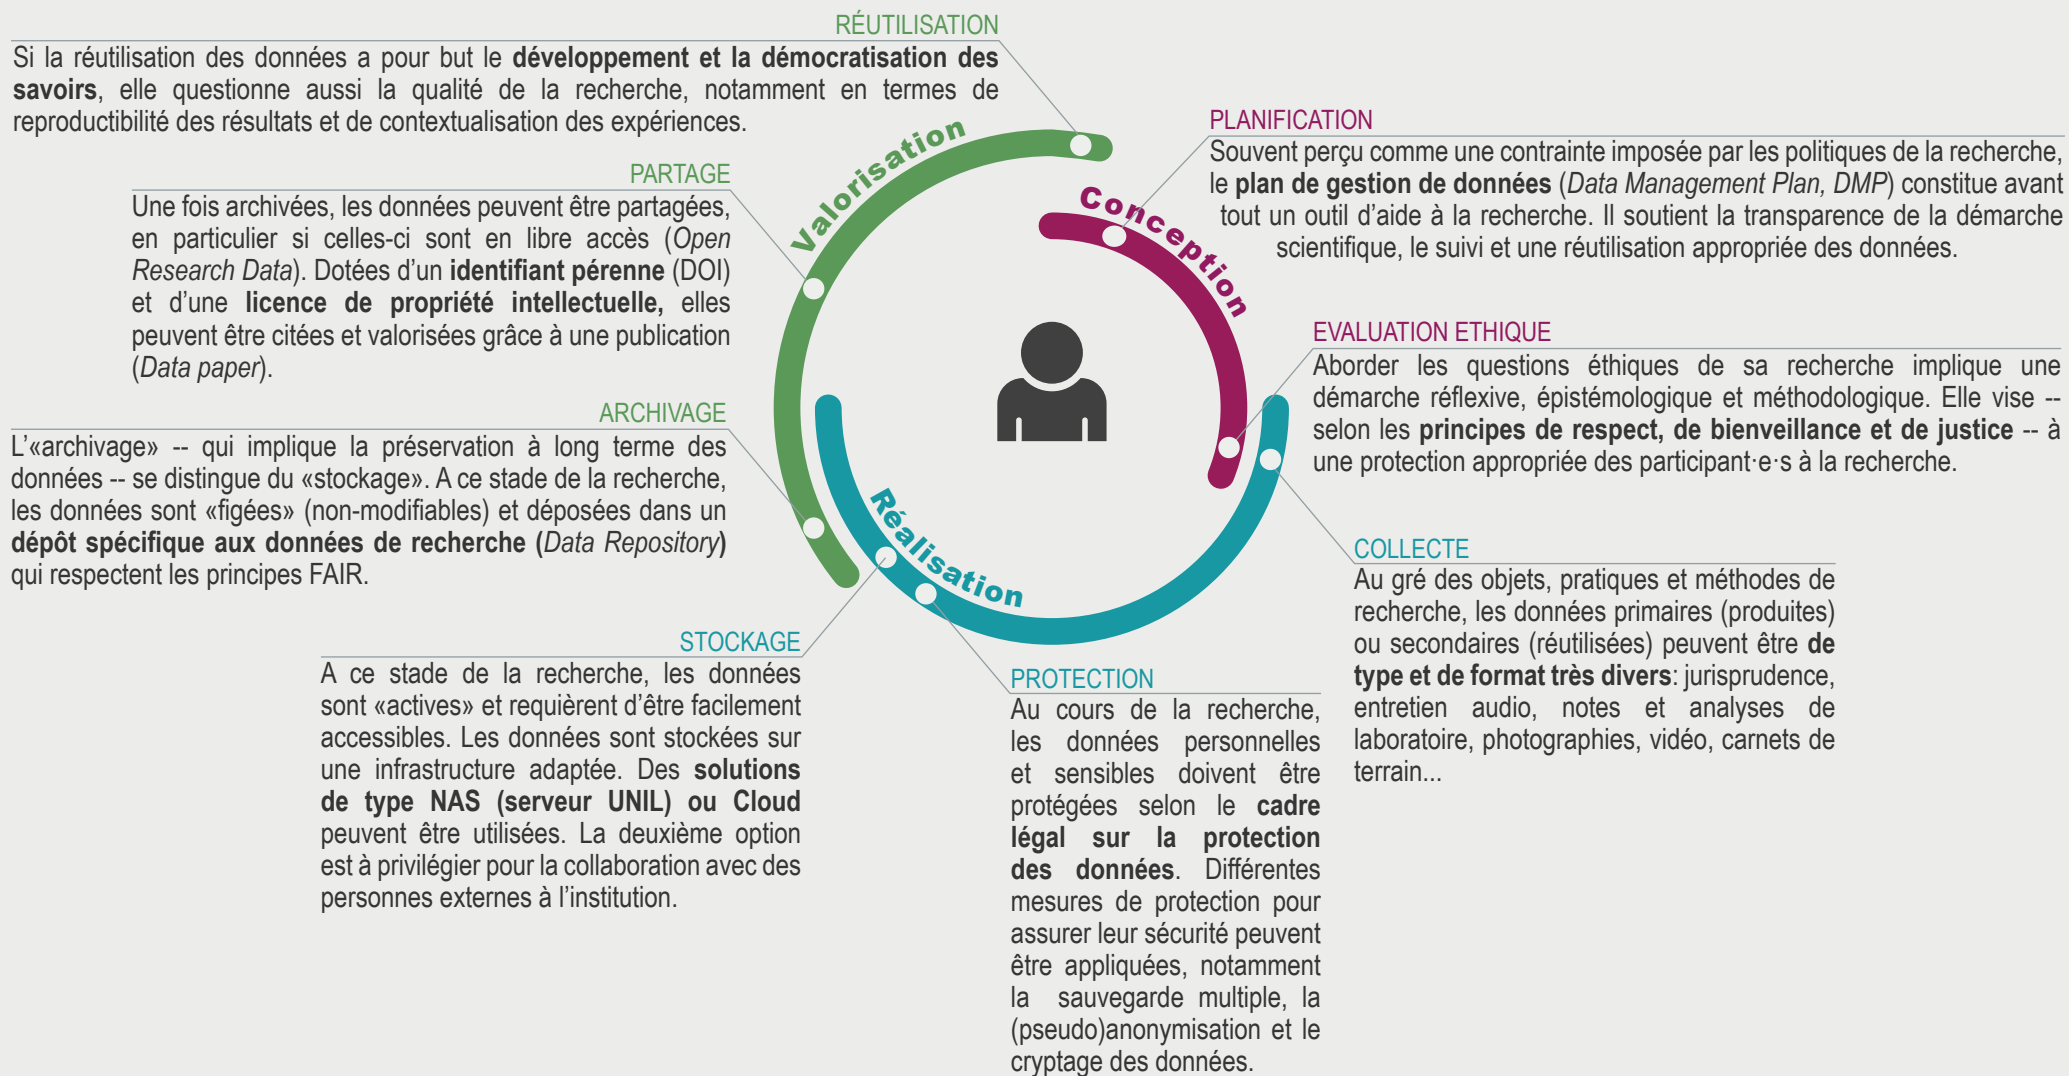 RÉUTILISATION
Si la réutilisation des données a pour but le développement et la démocratisation des
savoirs, elle questionne aussi la qualité de la recherche, notamment en termes de
reproductibilité des résultats et de contextualisation des expériences.
PARTAGE
Une fois archivées, les données peuvent être partagées,
en particulier si celles-ci sont en libre accès (Open
Research Data). Dotées d'un identifiant pérenne (DOI)
et d'une licence de propriété intellectuelle, elles
peuvent être citées et valorisées grâce à une publication
(Data paper).
ARCHIVAGE
L'«archivage» -- qui implique la préservation à long terme des
données -- se distingue du «stockage». A ce stade de la recherche,
les données sont «figées» (non-modifiables) et déposées dans un
dépôt spécifique aux données de recherche (Data Repository)
qui respectent les principes FAIR.
STOCKAGE
A ce stade de la recherche, les données
sont «actives» et requièrent d'être facilement
accessibles. Les données sont stockées sur
une infrastructure adaptée. Des solutions
de type NAS (serveur UNIL) ou Cloud
peuvent être utilisées. La deuxième option
est à privilégier pour la collaboration avec des
personnes externes à l'institution.
Valorisation
Conception
Réalisation
PLANIFICATION
Souvent perçu comme une contrainte imposée par les politiques de la recherche,
le plan de gestion de données (Data Management Plan, DMP) constitue avant
tout un outil d'aide à la recherche. Il soutient la transparence de la démarche
scientifique, le suivi et une réutilisation appropriée des données.
EVALUATION ETHIQUE
Aborder les questions éthiques de sa recherche implique une
démarche réflexive, épistémologique et méthodologique. Elle vise --
selon les principes de respect, de bienveillance et de justice -- à
une protection appropriée des participant·e·s à la recherche.
COLLECTE
Au gré des objets, pratiques et méthodes de
recherche, les données primaires (produites)
ou secondaires (réutilisées) peuvent être de
type et de format très divers: jurisprudence,
entretien audio, notes et analyses de
laboratoire, photographies, vidéo, carnets de
terrain...
PROTECTION
Au cours de la recherche,
les données personnelles
et sensibles doivent être
protégées selon le cadre
légal sur la protection
des données. Différentes
mesures de protection pour
assurer leur sécurité peuvent
être appliquées, notamment
la sauvegarde multiple, la
(pseudo)anonymisation et le
cryptage des données.